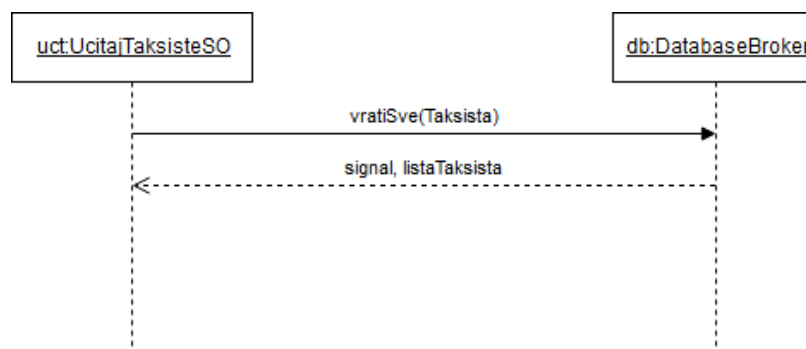 uct:UcitajTaksisteSO
db:DatabaseBroker
vratiSve(Taksista)
signal, listaTaksista